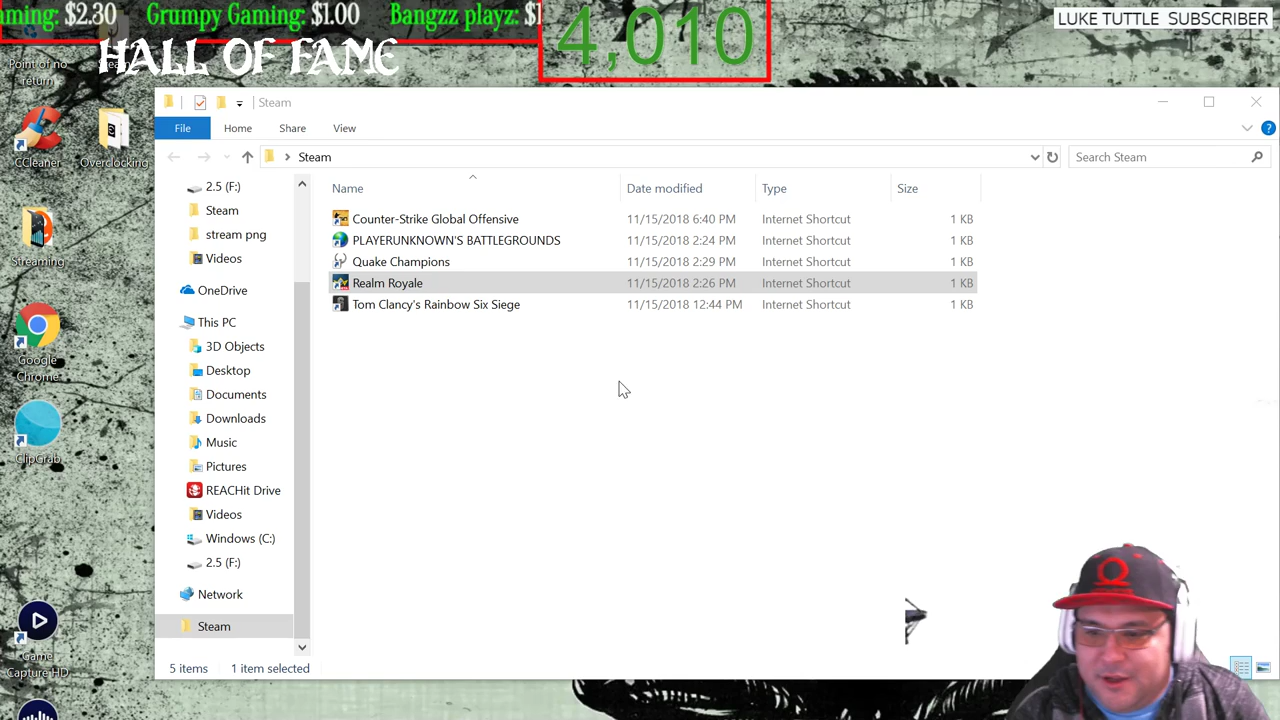 aming: $2.30 Grumpy Gaming: $1.00 Bangzz playz: $1
4,010
LUKE TUTTLE SUBSCRIBER
HALL OF FAME
Point of no
return
Steam
File
Home
Share
View
Steam
Search Steam
CCleaner
Overclocking
Streaming
Google
Chrome
ClipGrab
Game
Capture HD
2.5 (F:)
Steam
stream png
Videos
OneDrive
This PC
3D Objects
Desktop
Documents
Downloads
Music
Pictures
REACHit Drive
Videos
Windows (C:)
2.5 (F:)
Network
Steam
Name Date modified Type Size
Counter-Strike Global Offensive 11/15/2018 6:40 PM Internet Shortcut 1 KB
PLAYERUNKNOWN'S BATTLEGROUNDS 11/15/2018 2:24 PM Internet Shortcut 1 KB
Quake Champions 11/15/2018 2:29 PM Internet Shortcut 1 KB
Realm Royale 11/15/2018 2:26 PM Internet Shortcut 1 KB
Tom Clancy's Rainbow Six Siege 11/15/2018 12:44 PM Internet Shortcut 1 KB
5 items 1 item selected